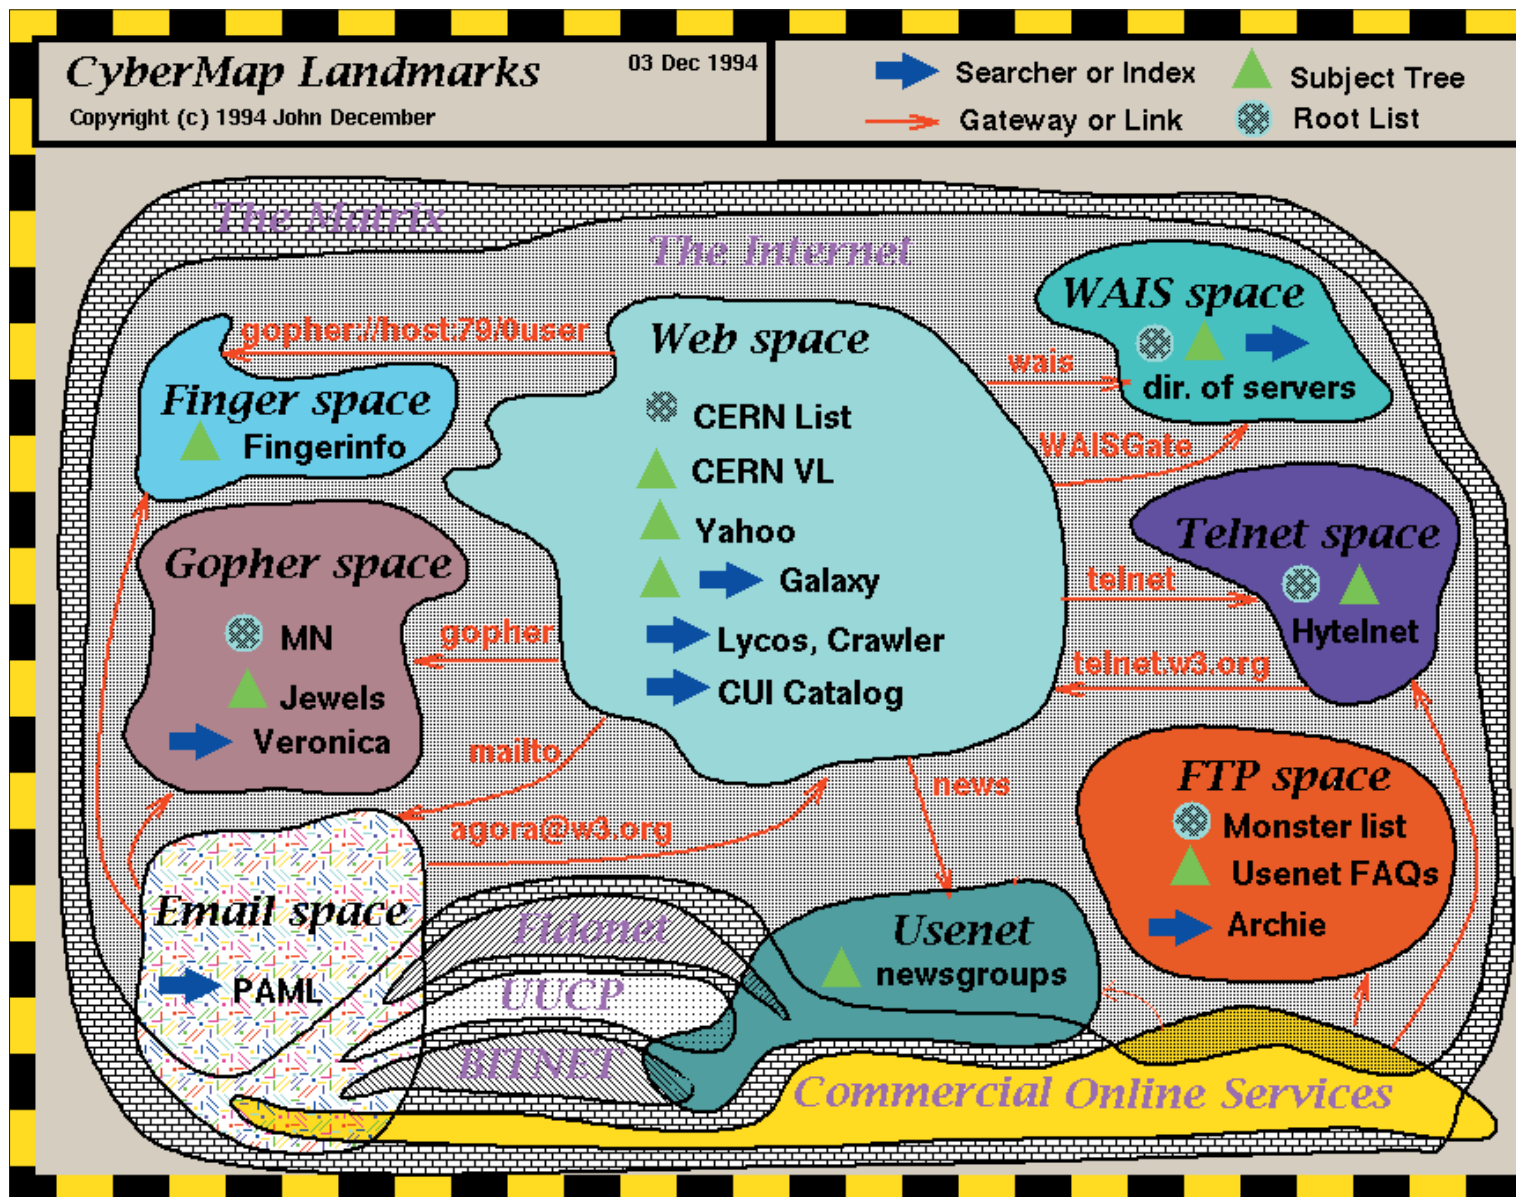 CyberMap Landmarks
03 Dec 1994
Copyright (c) 1994 John December
Searcher or Index
Subject Tree
Gateway or Link
Root List
The Matrix
The Internet
WAIS space
dir. of servers
gopher://host:79/0user
Web space
wais
Finger space
Fingerinfo
CERN List
CERN VL
Yahoo
Galaxy
Lycos, Crawler
CUI Catalog
WAISGate
Telnet space
Hytelnet
telnet
telnet.w3.org
Gopher space
MN
Jewels
Veronica
gopher
mailto
agora@w3.org
news
FTP space
Monster list
Usenet FAQs
Archie
Email space
PAML
Fidonet
UUCP
BITNET
Usenet
newsgroups
Commercial Online Services